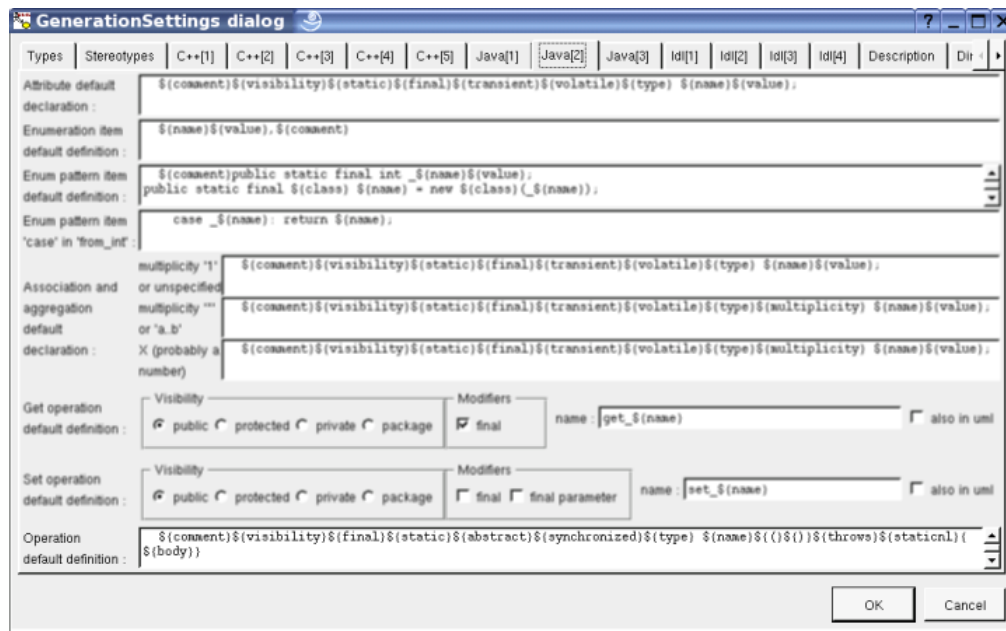 GenerationSettings dialog
Types Stereotypes C++[1] C++[2] C++[3] C++[4] C++[5] Java[1] Java[2] Java[3] Idl[1] Idl[2] Idl[3] Idl[4] Description Dir
Attribute default
declaration :
${comment}${visibility}${static}${final}${transient}${volatile}${type} ${name}${value};
Enumeration item
default definition :
${name}${value},${comment}
Enum pattern item
default definition :
${comment}public static final int _${name}${value};
public static final ${class} ${name} = new ${class}(_${name});
Enum pattern item
'case' in 'from_int' :
case _${name}: return ${name};
Association and
aggregation
default
declaration :
multiplicity '1'
or unspecified
${comment}${visibility}${static}${final}${transient}${volatile}${type} ${name}${value};
multiplicity '*'
or 'a..b'
${comment}${visibility}${static}${final}${transient}${volatile}${type}${multiplicity} ${name}${value};
X (probably a
number)
${comment}${visibility}${static}${final}${transient}${volatile}${type}${multiplicity} ${name}${value};
Get operation
default definition :
Visibility
public protected private package
Modifiers
final
name : get_${name}
also in uml
Set operation
default definition :
Visibility
public protected private package
Modifiers
final final parameter
name : set_${name}
also in uml
Operation
default definition :
${comment}${visibility}${final}${static}${abstract}${synchronized}${type} ${name}${(}${)}${throws}${staticnl}{
${body}}
OK Cancel